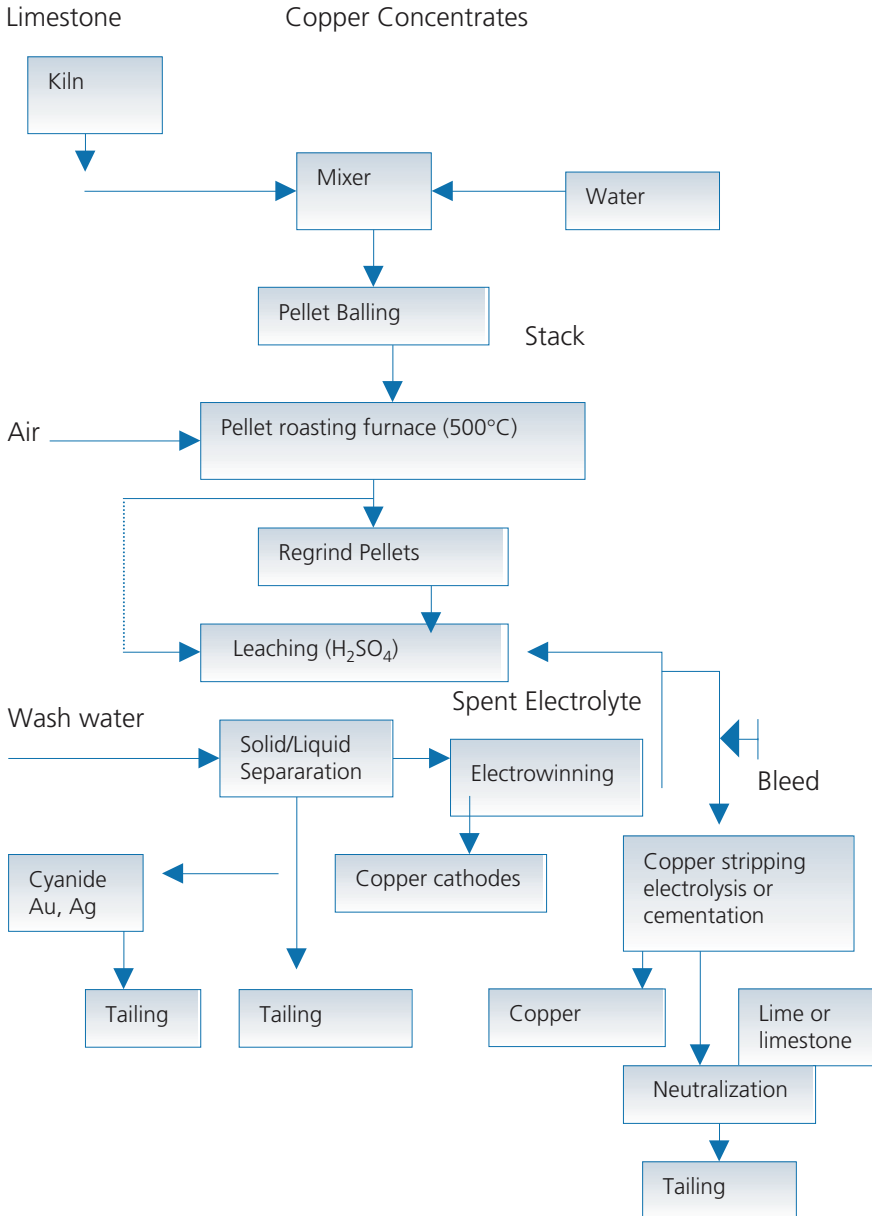 Limestone
Copper Concentrates
Kiln
Mixer
Water
Pellet Balling
Stack
Air
Pellet roasting furnace (500°C)
Regrind Pellets
Leaching (H₂SO₄)
Spent Electrolyte
Wash water
Solid/Liquid
Separaration
Electrowinning
Bleed
Cyanide
Au, Ag
Copper cathodes
Copper stripping
electrolysis or
cementation
Tailing
Tailing
Copper
Lime or
limestone
Neutralization
Tailing